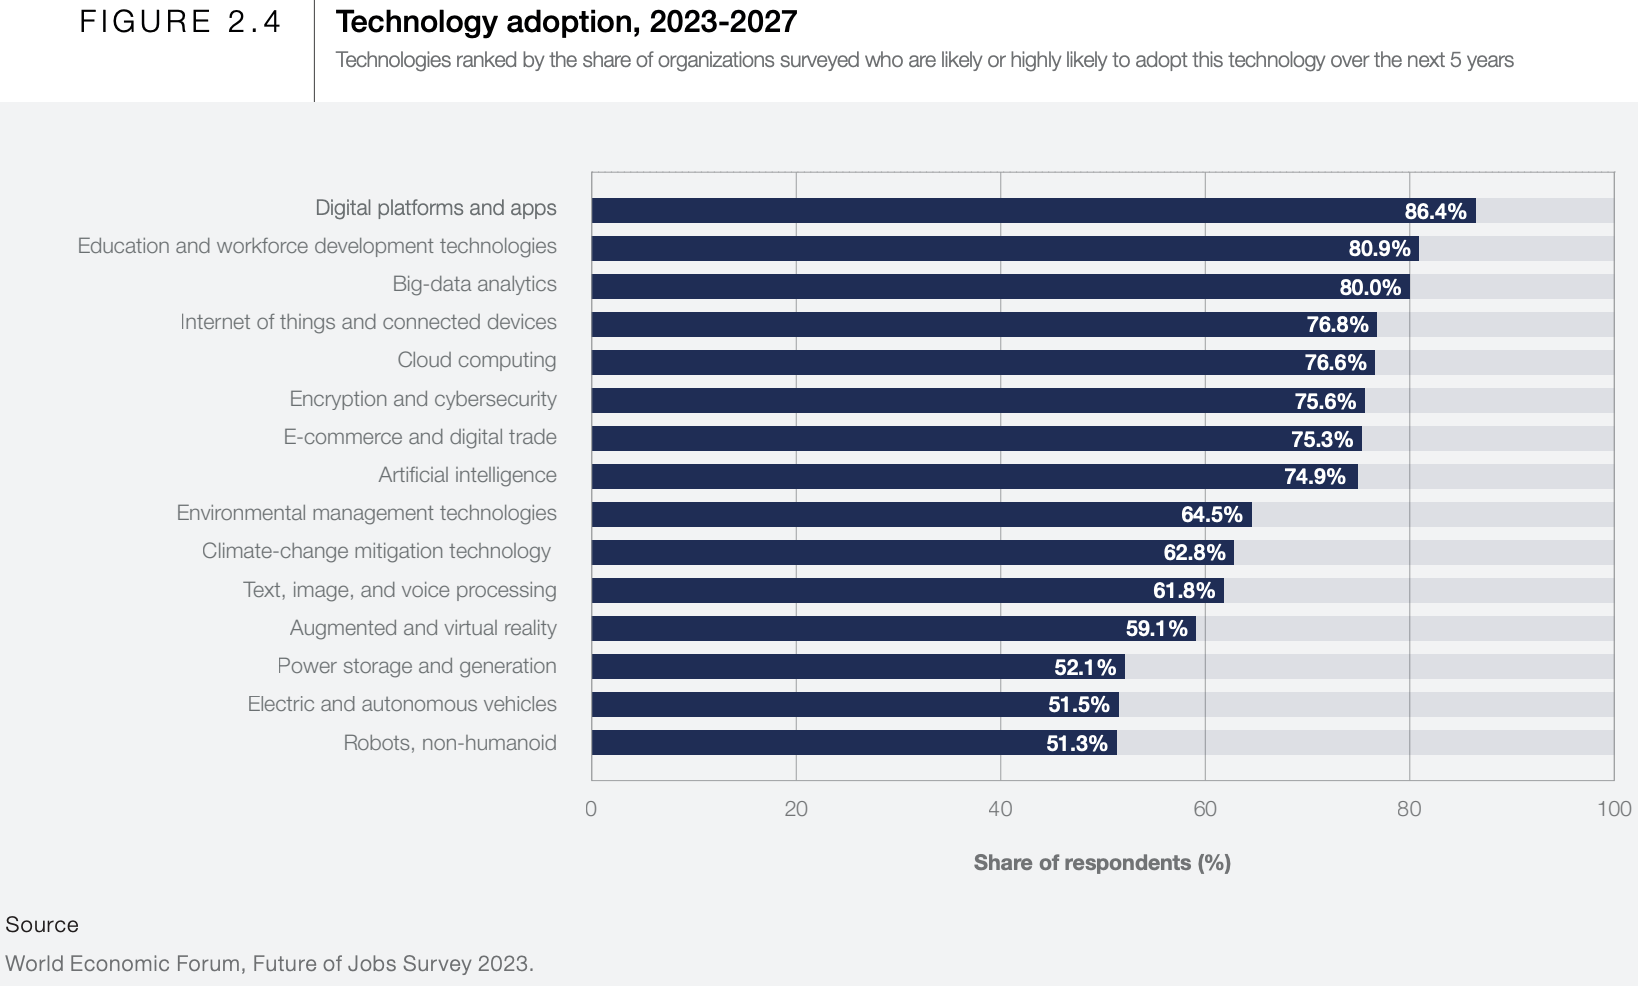 FIGURE 2.4
Technology adoption, 2023-2027
Technologies ranked by the share of organizations surveyed who are likely or highly likely to adopt this technology over the next 5 years
Digital platforms and apps 86.4%
Education and workforce development technologies 80.9%
Big-data analytics 80.0%
Internet of things and connected devices 76.8%
Cloud computing 76.6%
Encryption and cybersecurity 75.6%
E-commerce and digital trade 75.3%
Artificial intelligence 74.9%
Environmental management technologies 64.5%
Climate-change mitigation technology 62.8%
Text, image, and voice processing 61.8%
Augmented and virtual reality 59.1%
Power storage and generation 52.1%
Electric and autonomous vehicles 51.5%
Robots, non-humanoid 51.3%
0 20 40 60 80 100
Share of respondents (%)
Source
World Economic Forum, Future of Jobs Survey 2023.